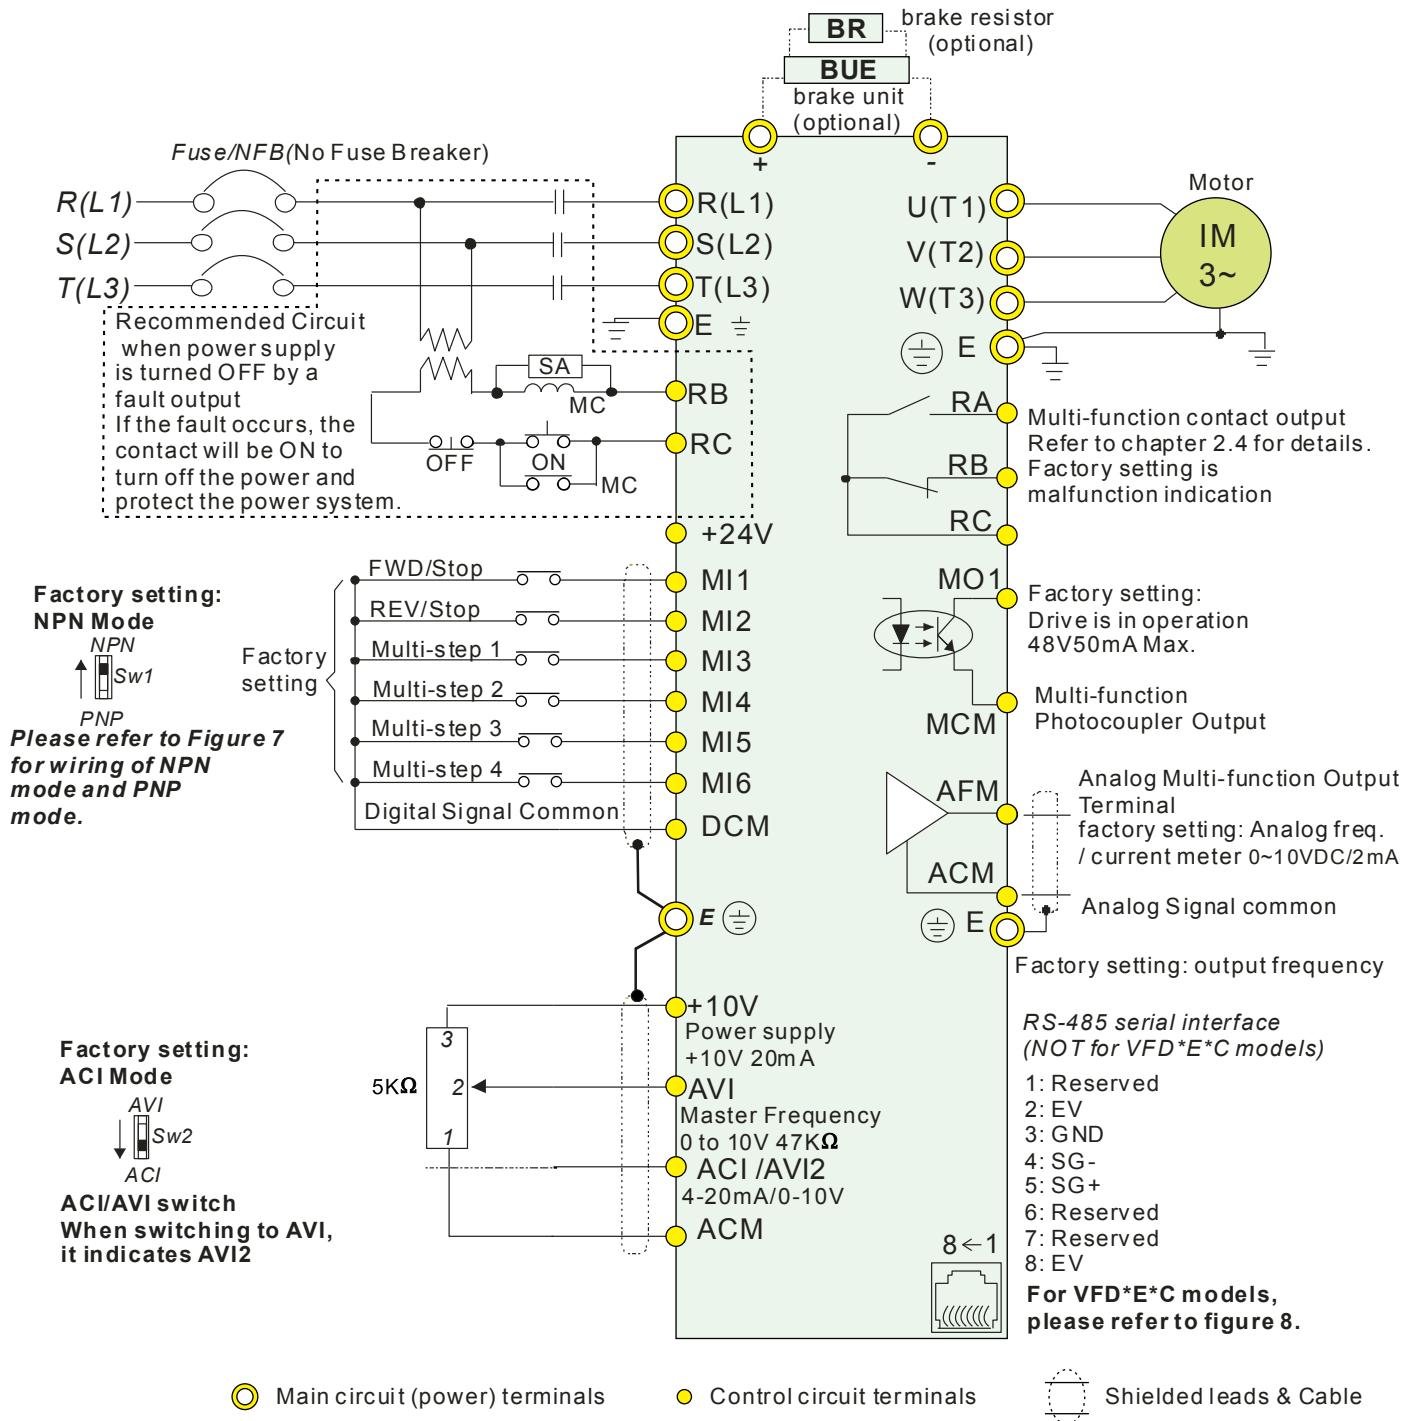 BR
brake resistor
(optional)
BUE
brake unit
(optional)
+
-
Fuse/NFB(No Fuse Breaker)
R(L1)
S(L2)
T(L3)
R(L1)
S(L2)
T(L3)
E
U(T1)
V(T2)
W(T3)
E
Motor
IM
3~
Recommended Circuit
when power supply
is turned OFF by a
fault output
If the fault occurs, the
contact will be ON to
turn off the power and
protect the power system.
SA
MC
OFF
ON
MC
RB
RC
RA
RB
RC
Multi-function contact output
Refer to chapter 2.4 for details.
Factory setting is
malfunction indication
+24V
Factory setting:
NPN Mode
NPN
Sw1
PNP
Please refer to Figure 7
for wiring of NPN
mode and PNP
mode.
Factory
setting
FWD/Stop
REV/Stop
Multi-step 1
Multi-step 2
Multi-step 3
Multi-step 4
Digital Signal Common
MI1
MI2
MI3
MI4
MI5
MI6
DCM
MO1
Factory setting:
Drive is in operation
48V50mA Max.
MCM
Multi-function
Photocoupler Output
AFM
Analog Multi-function Output
Terminal
factory setting: Analog freq.
/ current meter 0~10VDC/2mA
ACM
Analog Signal common
E
E
Factory setting: output frequency
Factory setting:
ACI Mode
AVI
Sw2
ACI
ACI/AVI switch
When switching to AVI,
it indicates AVI2
5KΩ
3
2
1
+10V
Power supply
+10V 20mA
AVI
Master Frequency
0 to 10V 47KΩ
ACI /AVI2
4-20mA/0-10V
ACM
RS-485 serial interface
(NOT for VFD*E*C models)
1: Reserved
2: EV
3: GND
4: SG-
5: SG+
6: Reserved
7: Reserved
8: EV
For VFD*E*C models,
please refer to figure 8.
8←1
Main circuit (power) terminals
Control circuit terminals
Shielded leads & Cable